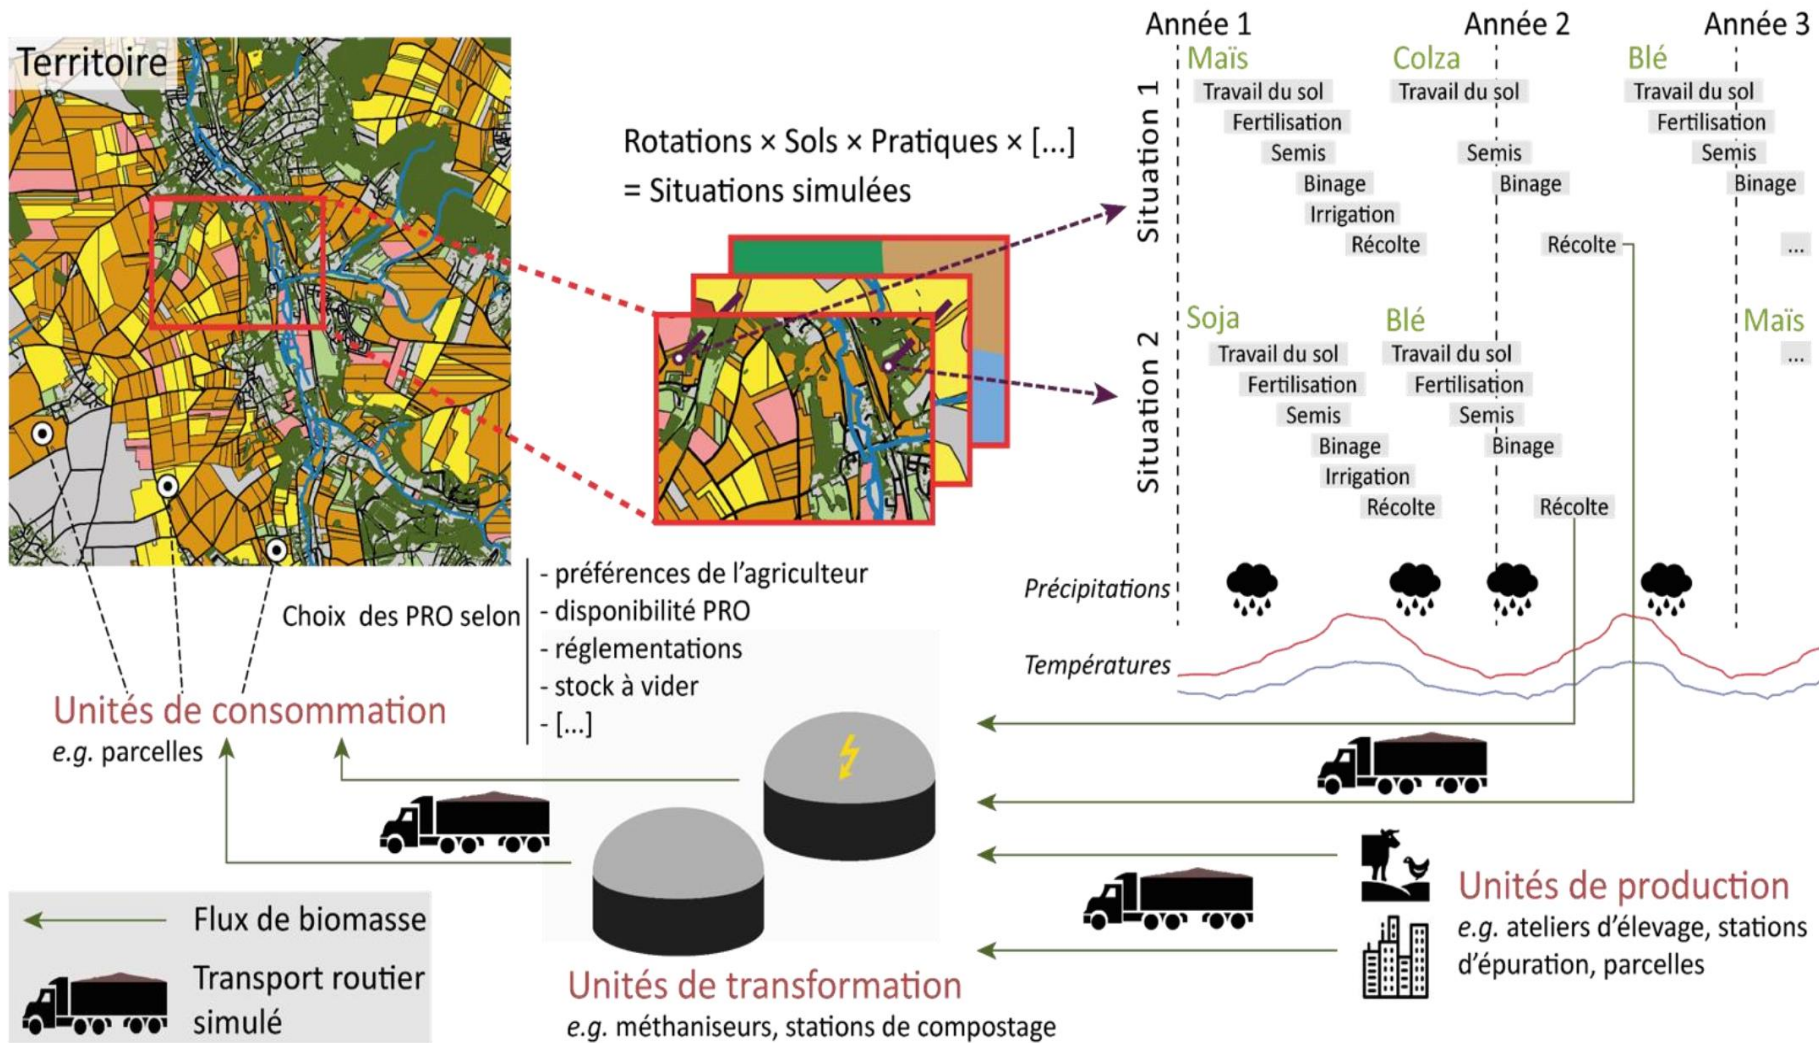 Territoire
Rotations × Sols × Pratiques × [...]
= Situations simulées
Année 1
Année 2
Année 3
Situation 1
Maïs
Colza
Blé
Travail du sol
Travail du sol
Travail du sol
Fertilisation
Fertilisation
Semis
Semis
Semis
Binage
Binage
Binage
Irrigation
Récolte
Récolte
...
Situation 2
Soja
Blé
Maïs
Travail du sol
Travail du sol
...
Fertilisation
Fertilisation
Semis
Semis
Binage
Binage
Irrigation
Récolte
Récolte
Précipitations
Températures
Choix des PRO selon
- préférences de l'agriculteur
- disponibilité PRO
- réglementations
- stock à vider
- [...]
Unités de consommation
e.g. parcelles
Flux de biomasse
Transport routier
simulé
Unités de transformation
e.g. méthaniseurs, stations de compostage
Unités de production
e.g. ateliers d'élevage, stations
d'épuration, parcelles